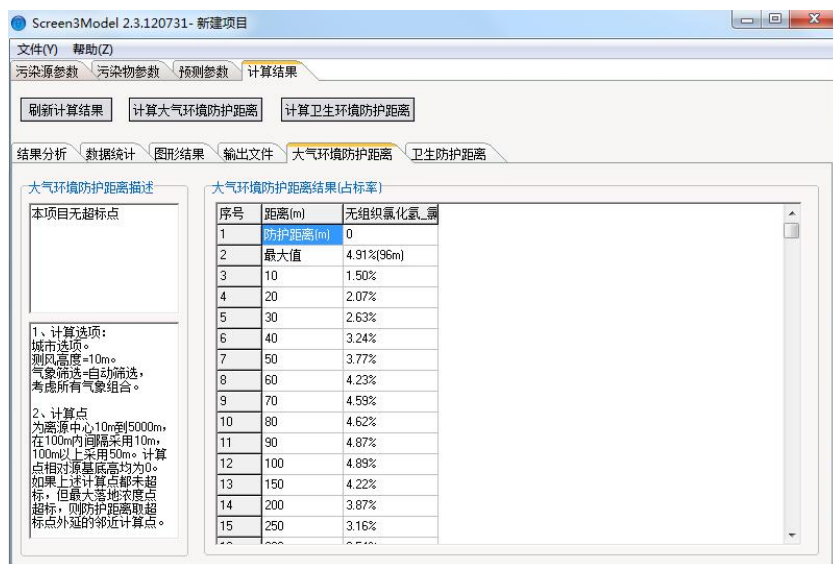 Screen3Model 2.3.120731- 新建项目
文件(Y) 帮助(Z)
污染源参数 污染物参数 预测参数 计算结果
刷新计算结果 计算大气环境防护距离 计算卫生环境防护距离
结果分析 数据统计 图形结果 输出文件 大气环境防护距离 卫生防护距离
大气环境防护距离描述
本项目无超标点
1、计算选项:
城市选项。
测风高度=10m。
气象筛选=自动筛选，
考虑所有气象组合。
2、计算点
为离源中心10m到5000m，
在100m内间隔采用10m，
100m以上采用50m。计算
点相对源基底高均为0。
如果上述计算点都未超
标，但最大落地浓度点
超标，则防护距离取超
标点外延的邻近计算点。
大气环境防护距离结果(占标率)
序号 距离(m) 无组织氯化氢_氯
1 防护距离(m) 0
2 最大值 4.91%(96m)
3 10 1.50%
4 20 2.07%
5 30 2.63%
6 40 3.24%
7 50 3.77%
8 60 4.23%
9 70 4.59%
10 80 4.62%
11 90 4.87%
12 100 4.89%
13 150 4.22%
14 200 3.87%
15 250 3.16%